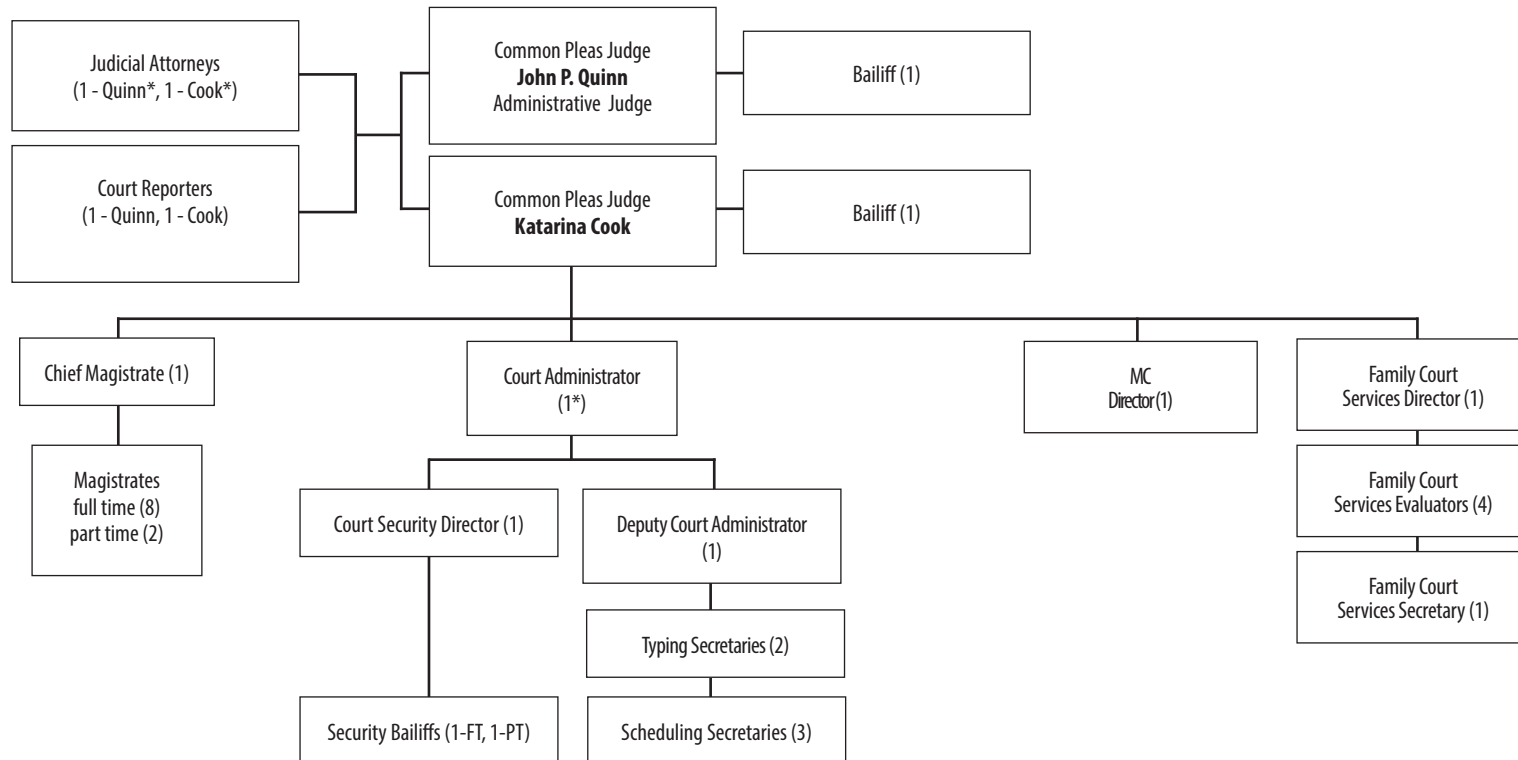 Judicial Attorneys
(1 - Quinn*, 1 - Cook*)
Common Pleas Judge
John P. Quinn
Administrative Judge
Bailiff (1)
Court Reporters
(1 - Quinn, 1 - Cook)
Common Pleas Judge
Katarina Cook
Bailiff (1)
Chief Magistrate (1)
Magistrates
full time (8)
part time (2)
Court Administrator
(1*)
Court Security Director (1)
Security Bailiffs (1-FT, 1-PT)
Deputy Court Administrator
(1)
Typing Secretaries (2)
Scheduling Secretaries (3)
MC
Director (1)
Family Court
Services Director (1)
Family Court
Services Evaluators (4)
Family Court
Services Secretary (1)